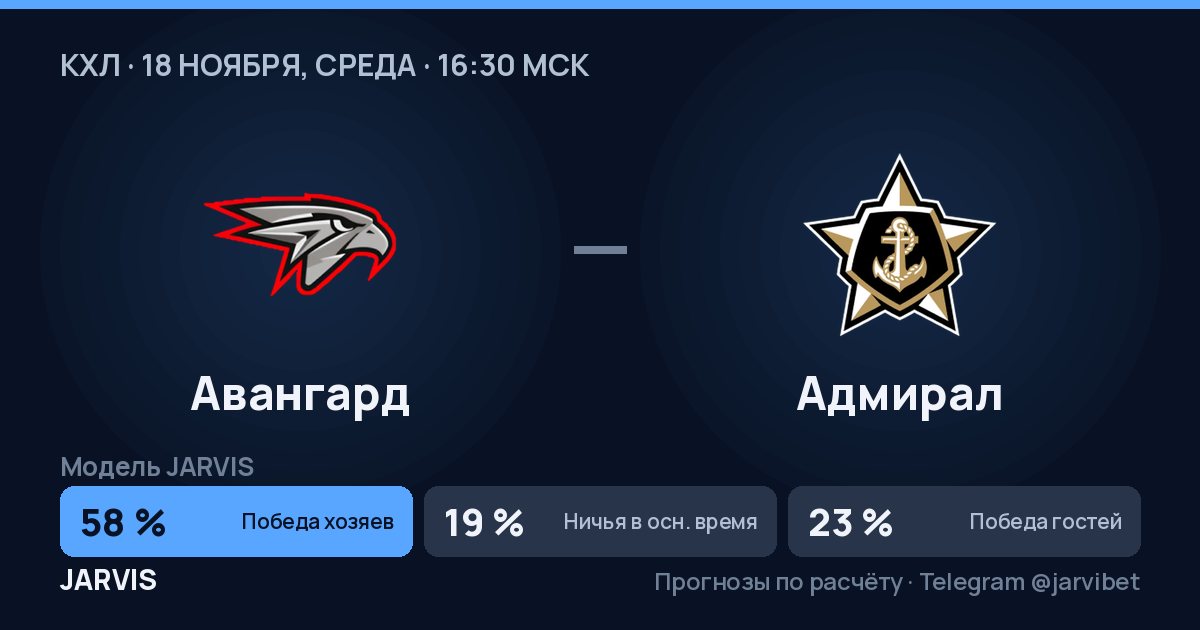 КХЛ · 18 НОЯБРЯ, СРЕДА · 16:30 МСК
Авангард
Адмирал
Модель JARVIS
58 % Победа хозяев
19 % Ничья в осн. время
23 % Победа гостей
JARVIS
Прогнозы по расчёту · Telegram @jarvibet